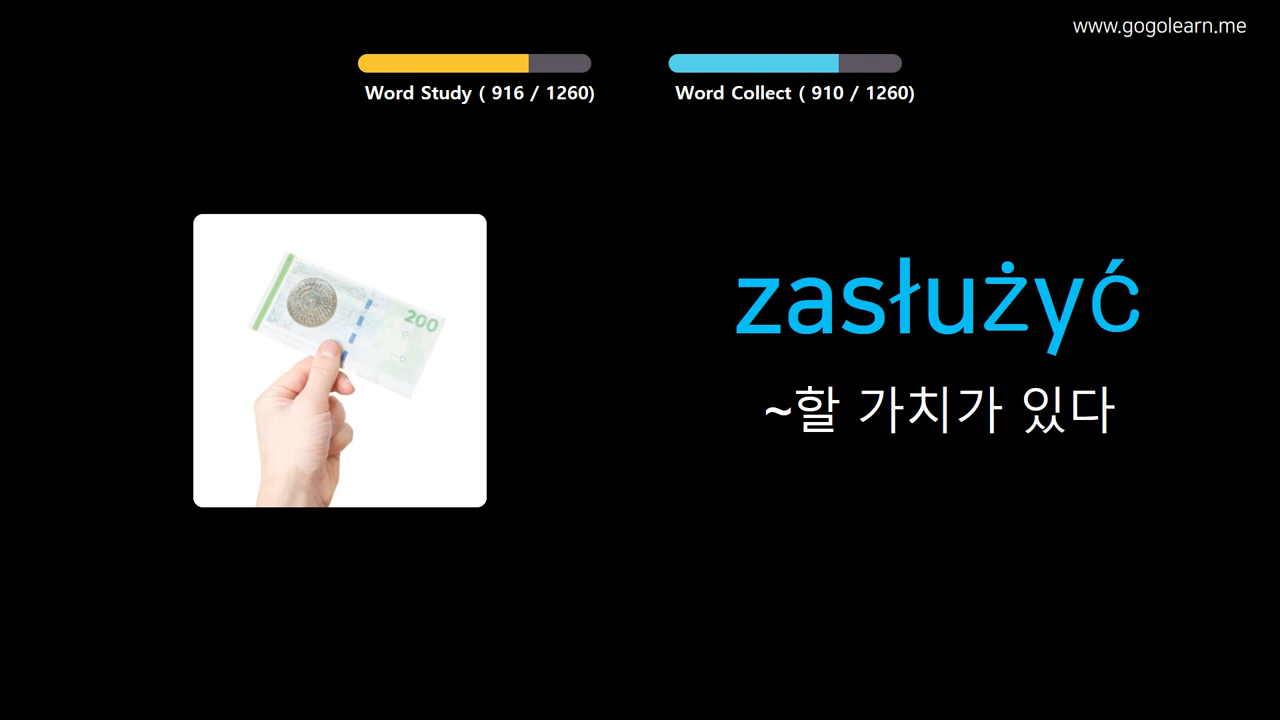 www.gogolearn.me
Word Study ( 916 / 1260)
Word Collect ( 910 / 1260)
200
zasłużyć
~할 가치가 있다